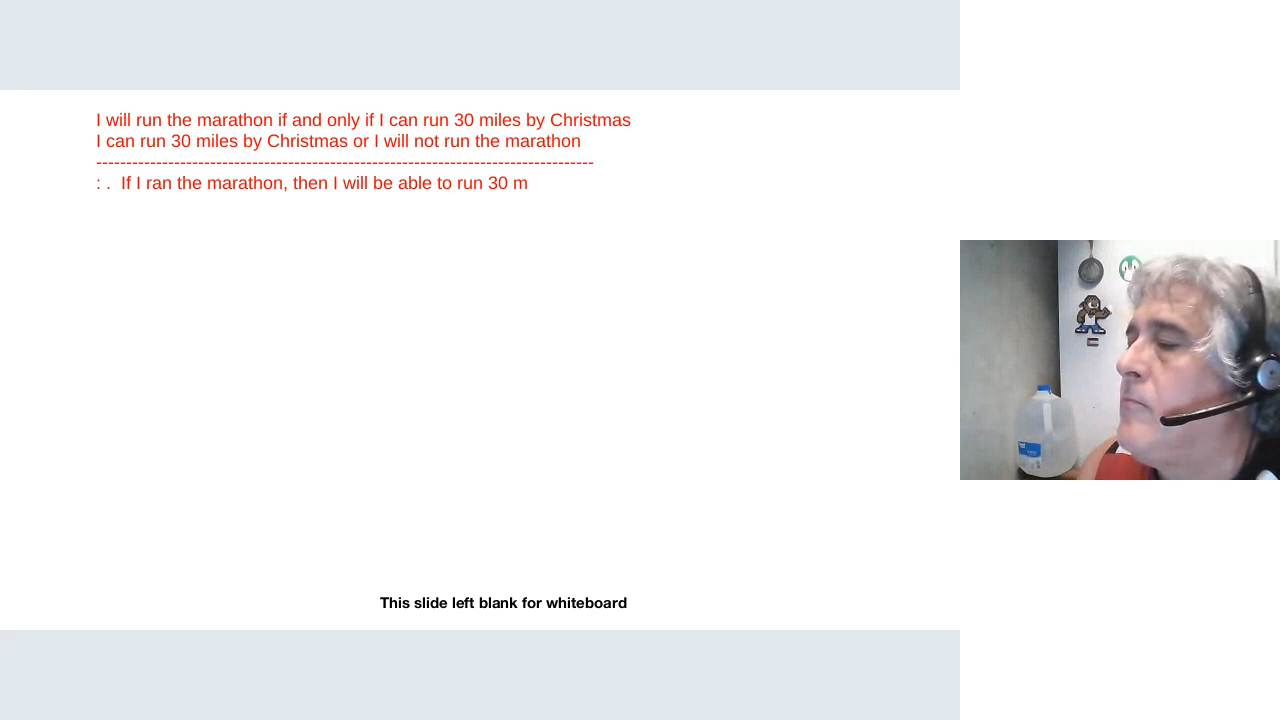 I will run the marathon if and only if I can run 30 miles by Christmas
I can run 30 miles by Christmas or I will not run the marathon
-----------------------------------------------------------------------------------
: .  If I ran the marathon, then I will be able to run 30 m
This slide left blank for whiteboard